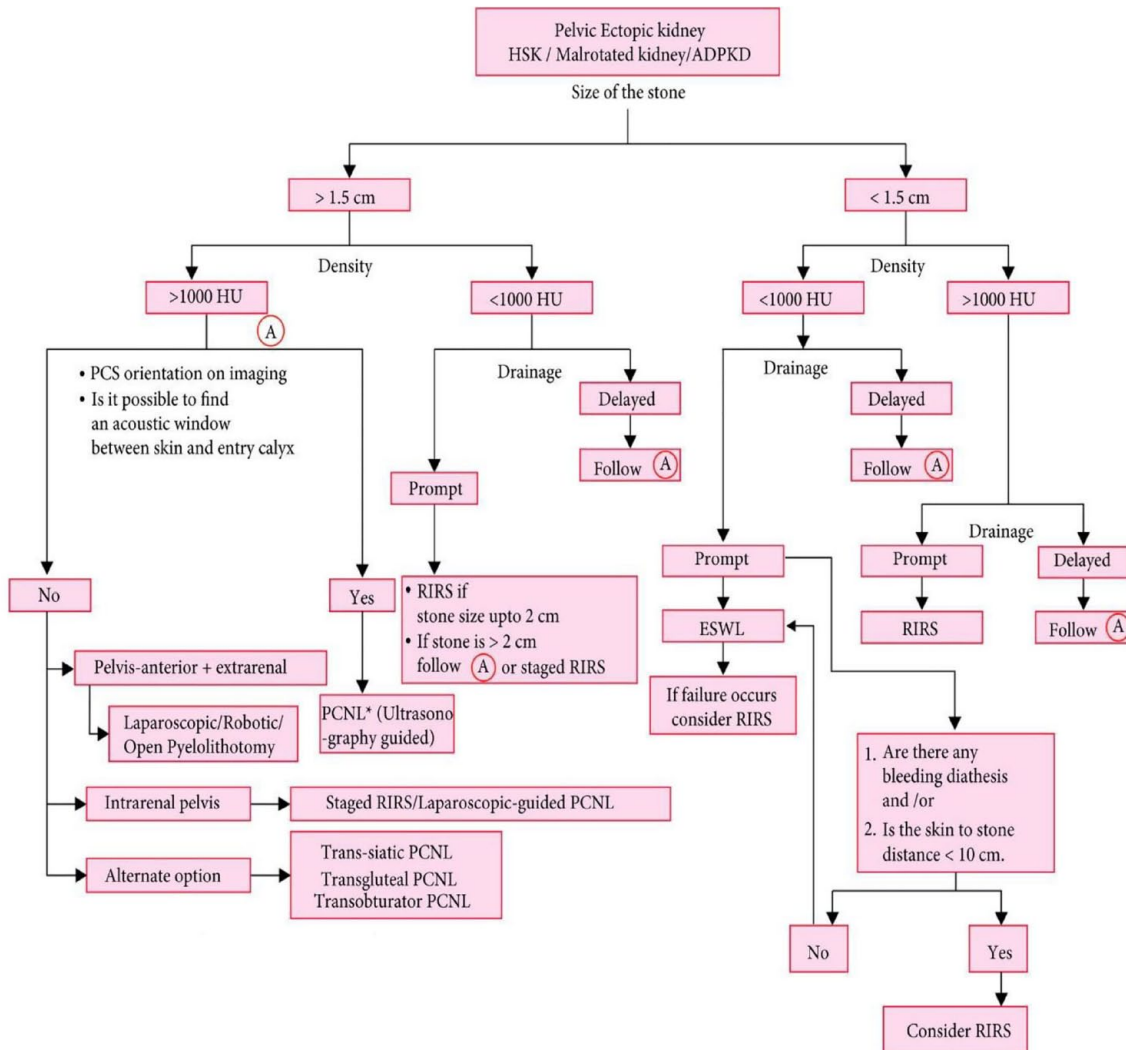 Pelvic Ectopic kidney
HSK / Malrotated kidney/ADPKD
Size of the stone
> 1.5 cm
< 1.5 cm
Density
Density
>1000 HU
<1000 HU
<1000 HU
>1000 HU
A
• PCS orientation on imaging
• Is it possible to find
an acoustic window
between skin and entry calyx
Drainage
Drainage
Delayed
Delayed
Follow A
Follow A
Prompt
Drainage
Prompt
Prompt
Delayed
No
Yes
• RIRS if
stone size upto 2 cm
• If stone is > 2 cm
follow A or staged RIRS
ESWL
RIRS
Follow A
Pelvis-anterior + extrarenal
Laparoscopic/Robotic/
Open Pyelolithotomy
PCNL* (Ultrasono
-graphy guided)
If failure occurs
consider RIRS
1. Are there any
bleeding diathesis
and /or
2. Is the skin to stone
distance < 10 cm.
Intrarenal pelvis
Staged RIRS/Laparoscopic-guided PCNL
Alternate option
Trans-siatic PCNL
Transgluteal PCNL
Transobturator PCNL
No
Yes
Consider RIRS